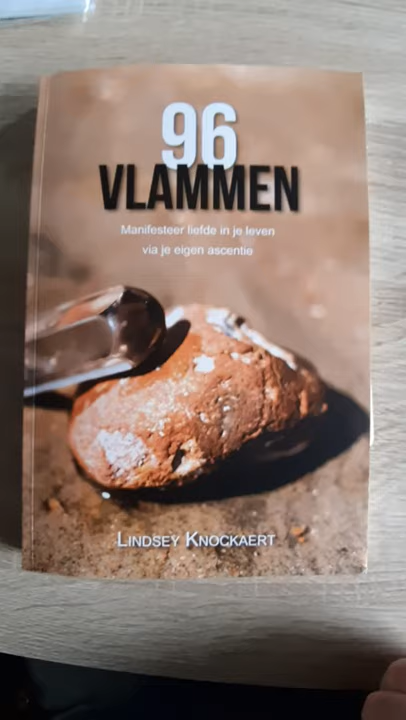 96
VLAMMEN
Manifesteer liefde in je leven
via je eigen ascentie
LINDSEY KNOCKAERT